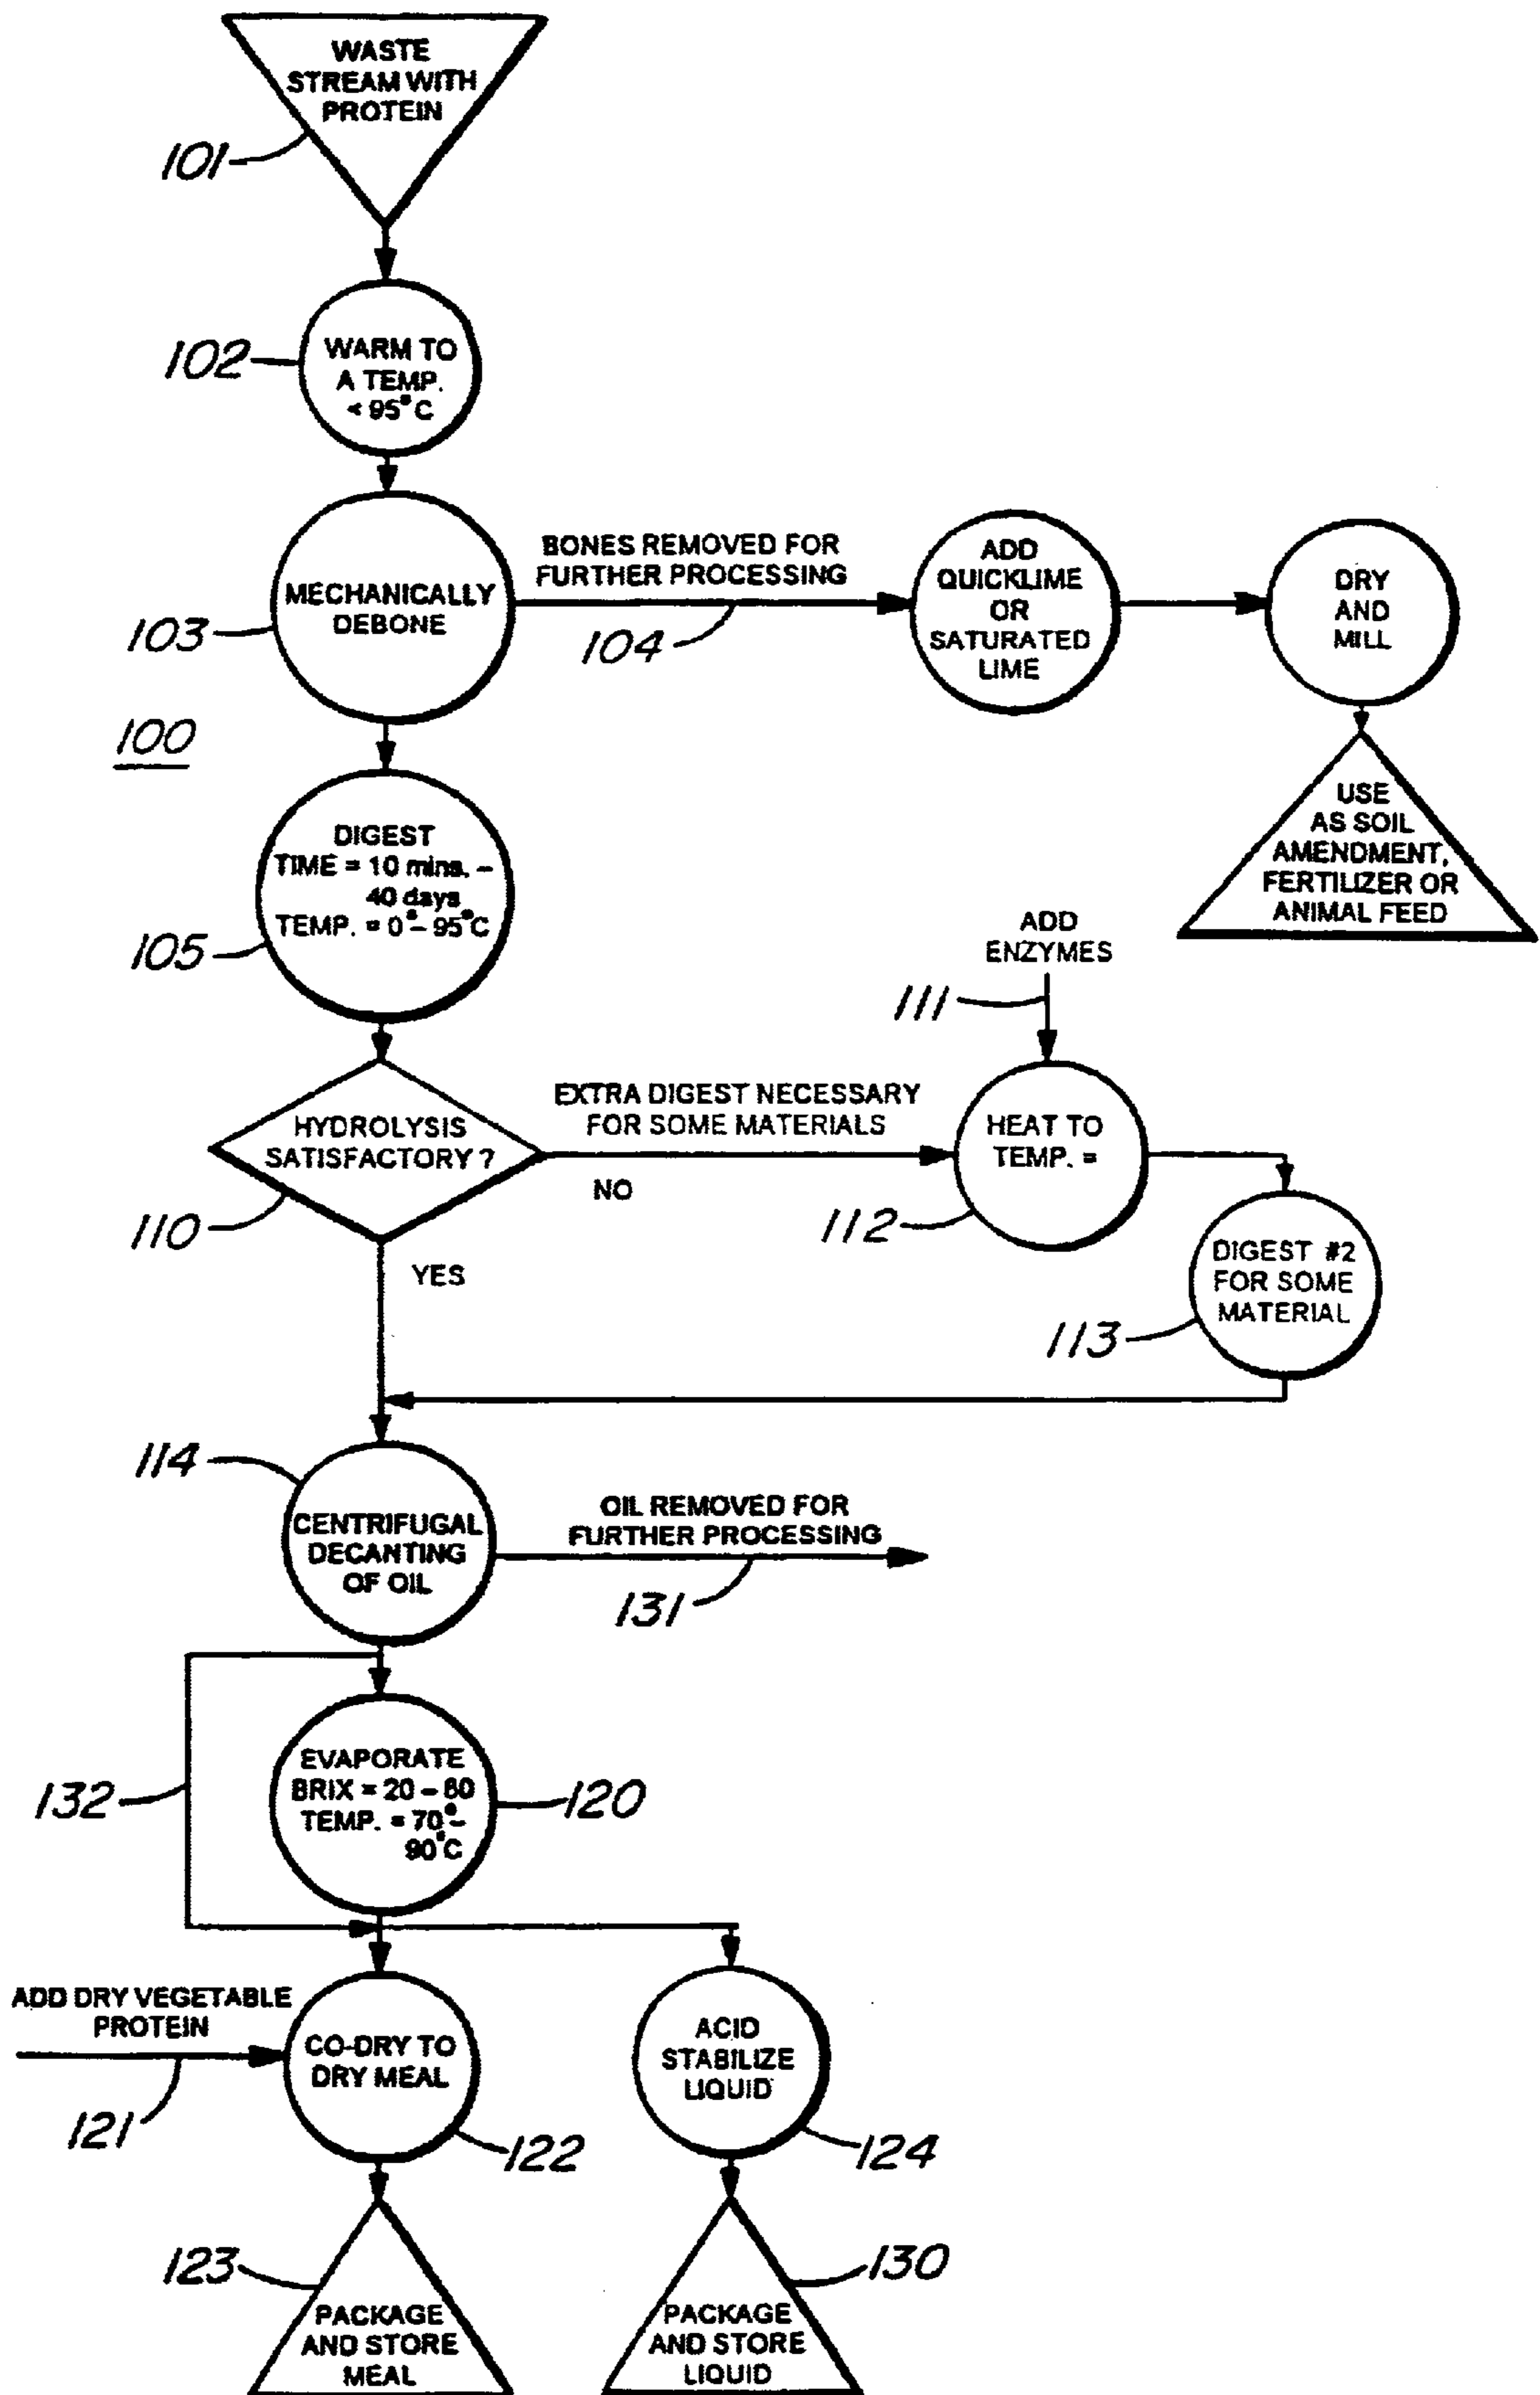 WASTE
STREAM WITH
PROTEIN
101
102
WARM TO
A TEMP.
< 95°C
MECHANICALLY
DEBONE
103
BONES REMOVED FOR
FURTHER PROCESSING
104
ADD
QUICKLIME
OR
SATURATED
LIME
DRY
AND
MILL
USE
AS SOIL
AMENDMENT,
FERTILIZER OR
ANIMAL FEED
100
DIGEST
TIME = 10 mins. –
40 days
TEMP. = 0°– 95°C
105
ADD
ENZYMES
111
HYDROLYSIS
SATISFACTORY ?
110
EXTRA DIGEST NECESSARY
FOR SOME MATERIALS
NO
YES
HEAT TO
TEMP. =
112
DIGEST #2
FOR SOME
MATERIAL
113
114
CENTRIFUGAL
DECANTING
OF OIL
OIL REMOVED FOR
FURTHER PROCESSING
131
132
EVAPORATE
BRIX = 20 – 60
TEMP. = 70°–
90°C
120
ADD DRY VEGETABLE
PROTEIN
121
CO-DRY TO
DRY MEAL
122
ACID
STABILIZE
LIQUID
124
123
PACKAGE
AND STORE
MEAL
130
PACKAGE
AND STORE
LIQUID